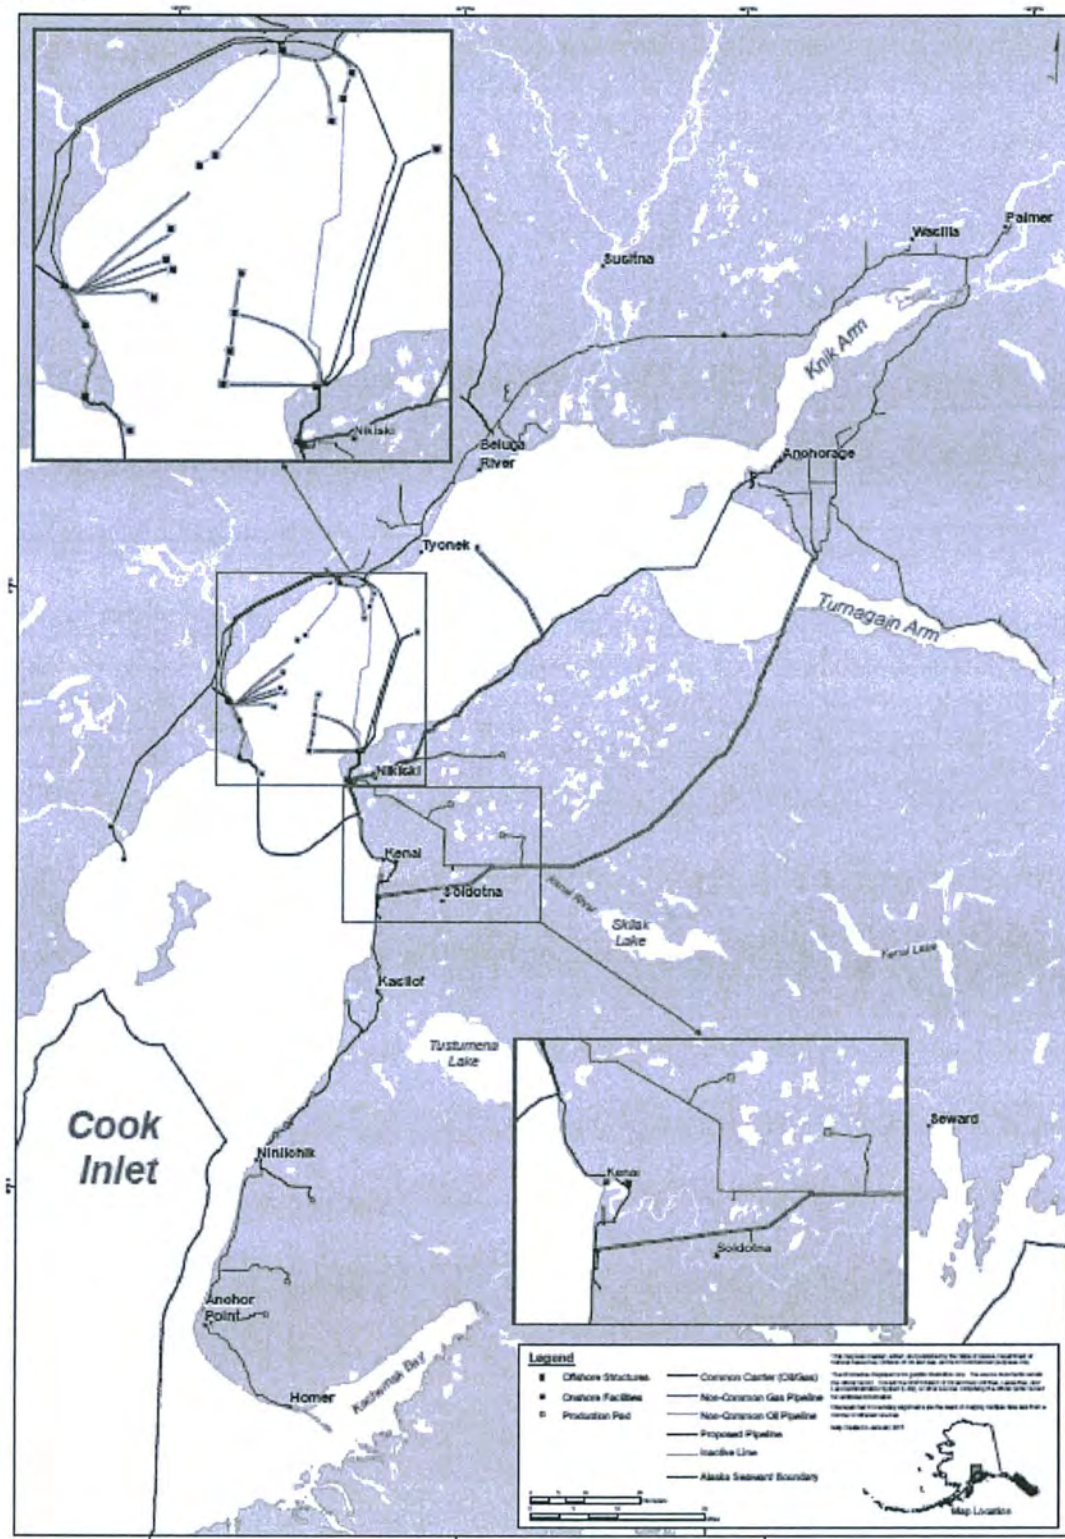 Palmer
Wasilla
Susitna
Knik Arm
Nikiski
Beluga
River
Anchorage
Tyonek
Turnagain Arm
Nikiski
Kenai
Soldotna
Kenai River
Skilak
Lake
Kenai Lake
Kasilof
Tustumena
Lake
Cook
Inlet
Seward
Ninilchik
Kenai
Soldotna
Anchor
Point
Homer
Kachemak Bay
Legend
Offshore Structures
Onshore Facilities
Production Pad
Common Carrier (Oil/Gas)
Non-Common Gas Pipeline
Non-Common Oil Pipeline
Proposed Pipeline
Inactive Line
Alaska Seaward Boundary
Map Location